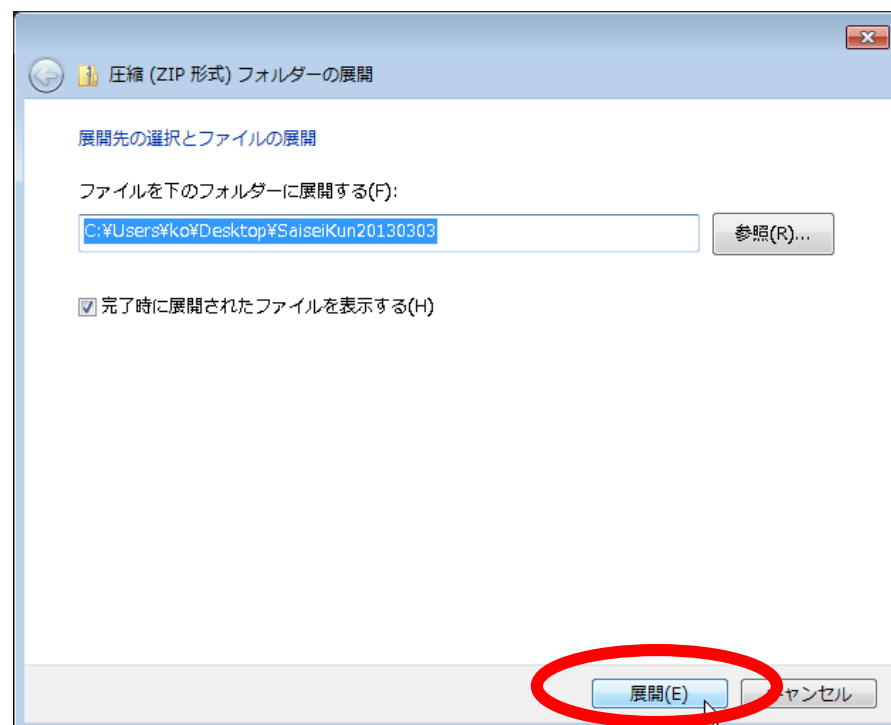 圧縮 (ZIP 形式) フォルダーの展開
展開先の選択とファイルの展開
ファイルを下のフォルダーに展開する(F):
C:¥Users¥ko¥Desktop¥SaiseiKun20130303
参照(R)...
完了時に展開されたファイルを表示する(H)
展開(E)
キャンセル